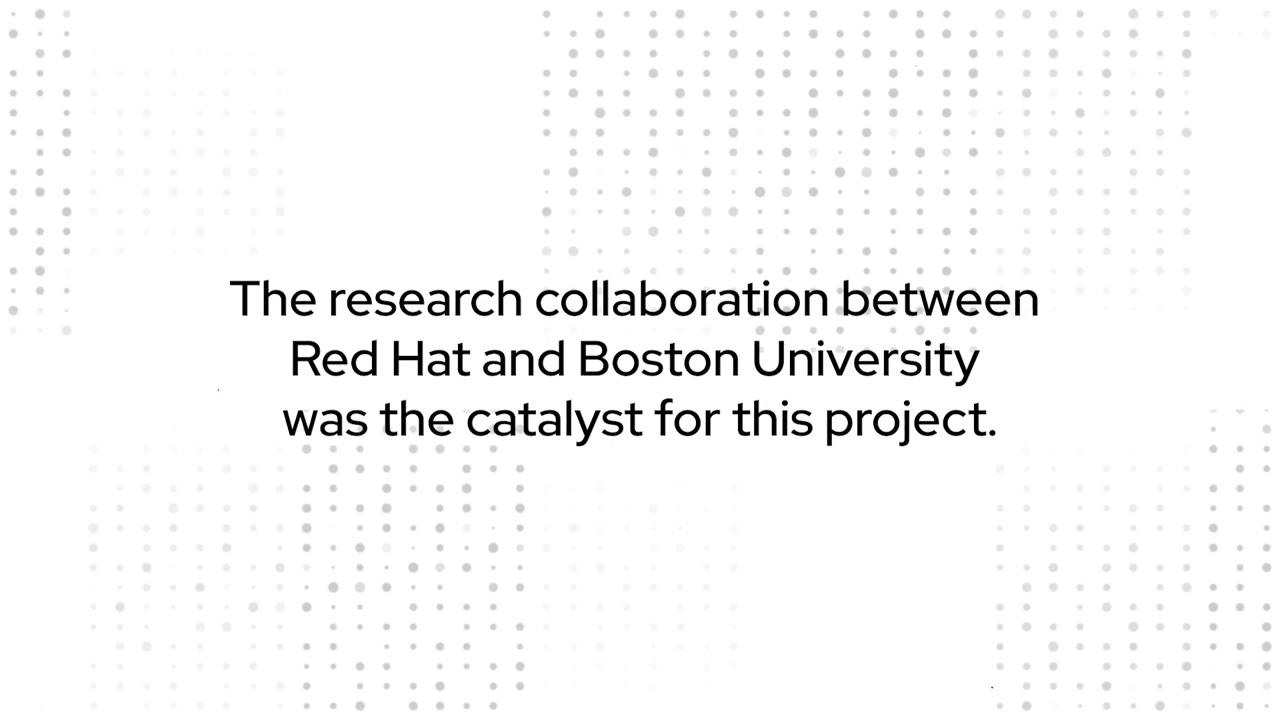 The research collaboration between
Red Hat and Boston University
was the catalyst for this project.